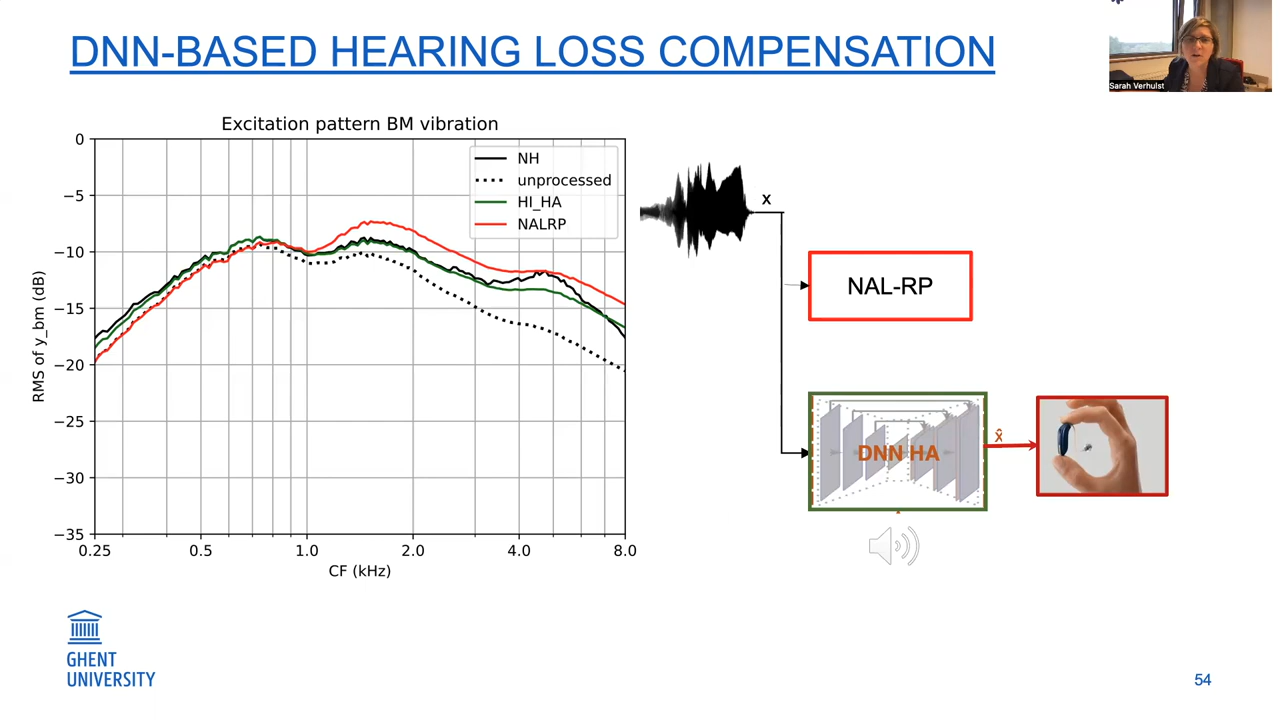 DNN-BASED HEARING LOSS COMPENSATION
Sarah Verhulst
Excitation pattern BM vibration
NH
unprocessed
HI_HA
NALRP
0
−5
−10
−15
−20
−25
−30
−35
RMS of y_bm (dB)
0.25
0.5
1.0
2.0
4.0
8.0
CF (kHz)
x
NAL-RP
DNN HA
x̂
GHENT
UNIVERSITY
54